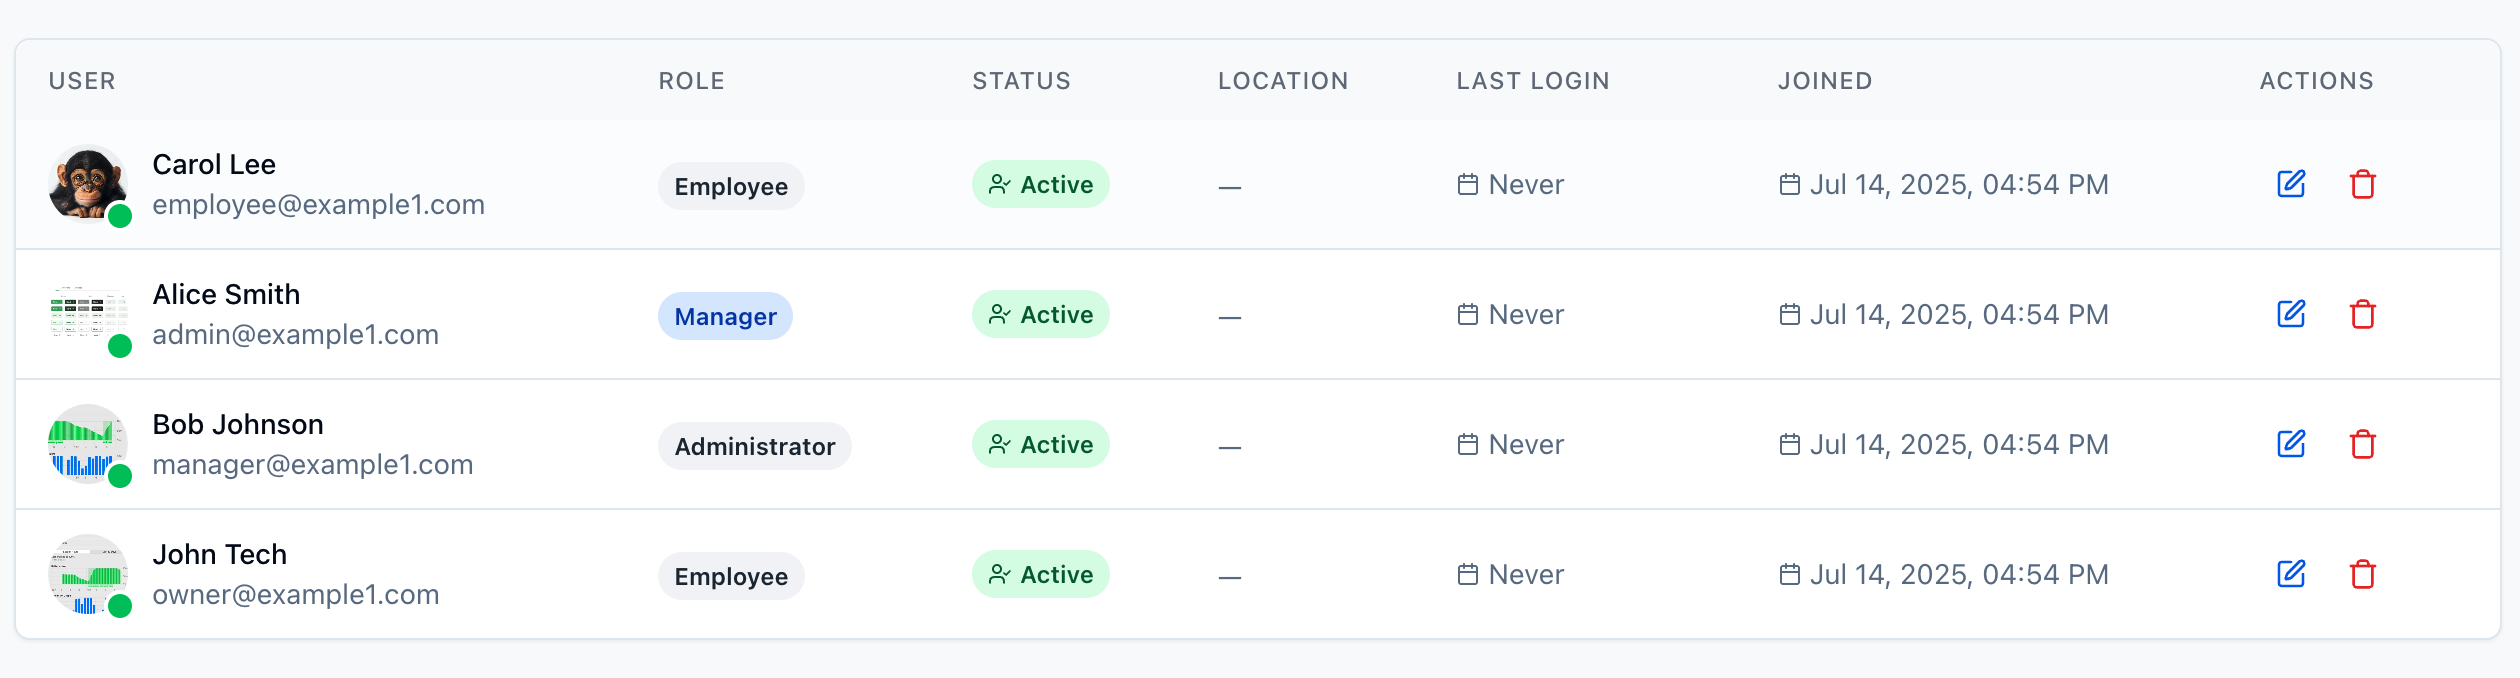 USER ROLE STATUS LOCATION LAST LOGIN JOINED ACTIONS
Carol Lee
employee@example1.com
Employee Active — Never Jul 14, 2025, 04:54 PM
Alice Smith
admin@example1.com
Manager Active — Never Jul 14, 2025, 04:54 PM
Bob Johnson
manager@example1.com
Administrator Active — Never Jul 14, 2025, 04:54 PM
John Tech
owner@example1.com
Employee Active — Never Jul 14, 2025, 04:54 PM